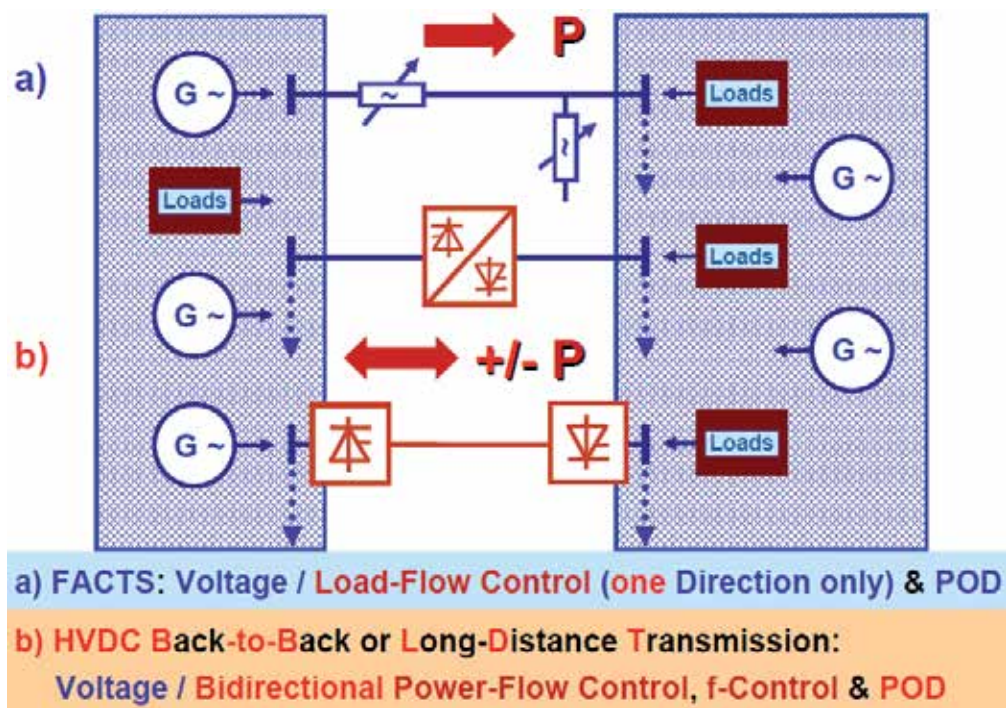 P
a)
G ~
Loads
Loads
G ~
Loads
G ~
G ~
b)
+/- P
G ~
Loads
a) FACTS: Voltage / Load-Flow Control (one Direction only) & POD
b) HVDC Back-to-Back or Long-Distance Transmission:
Voltage / Bidirectional Power-Flow Control, f-Control & POD